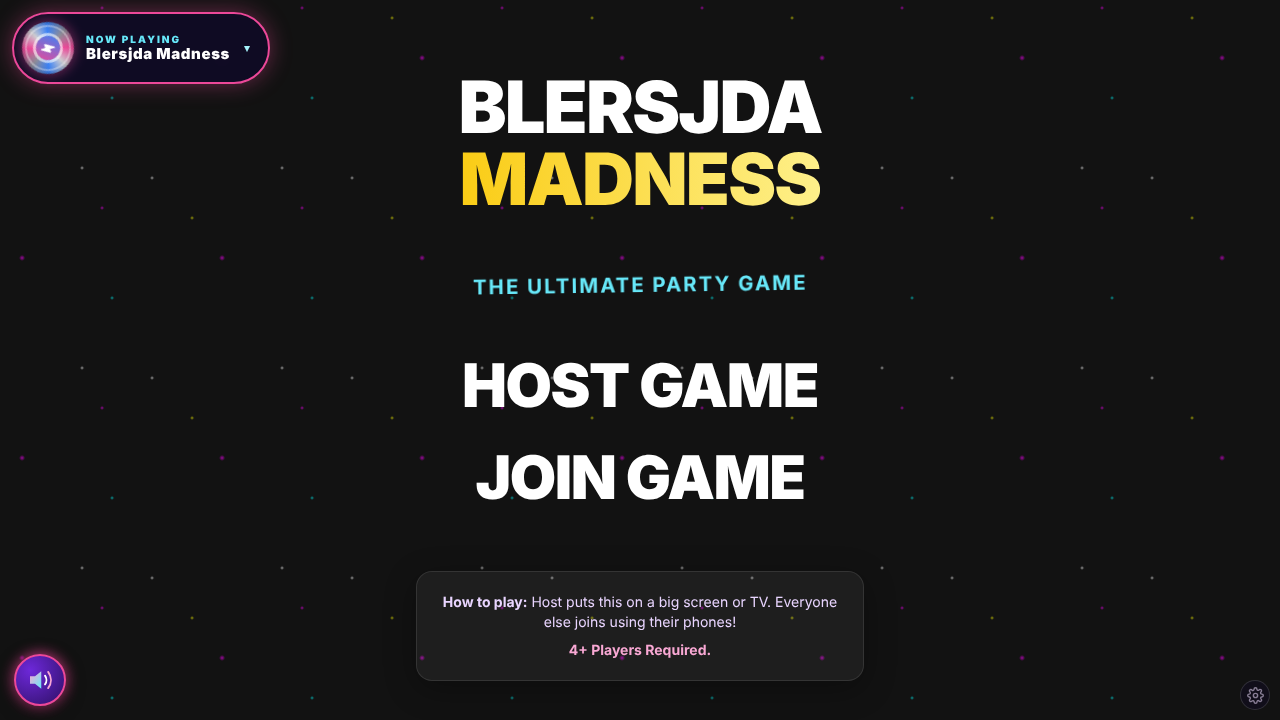 NOW PLAYING
Blersjda Madness
BLERSJDA
MADNESS
THE ULTIMATE PARTY GAME
HOST GAME
JOIN GAME
How to play: Host puts this on a big screen or TV. Everyone
else joins using their phones!
4+ Players Required.